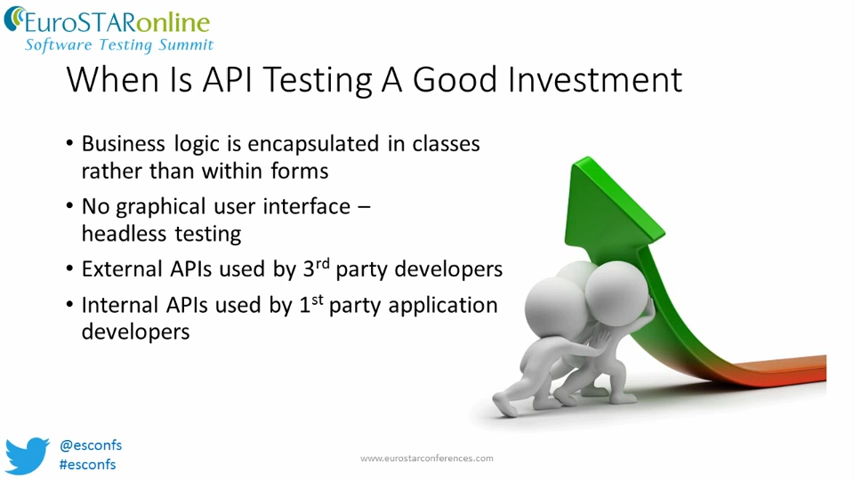 EuroSTARonline
Software Testing Summit
When Is API Testing A Good Investment
• Business logic is encapsulated in classes
rather than within forms
• No graphical user interface –
headless testing
• External APIs used by 3rd party developers
• Internal APIs used by 1st party application
developers
@esconfs
#esconfs
www.eurostarconferences.com